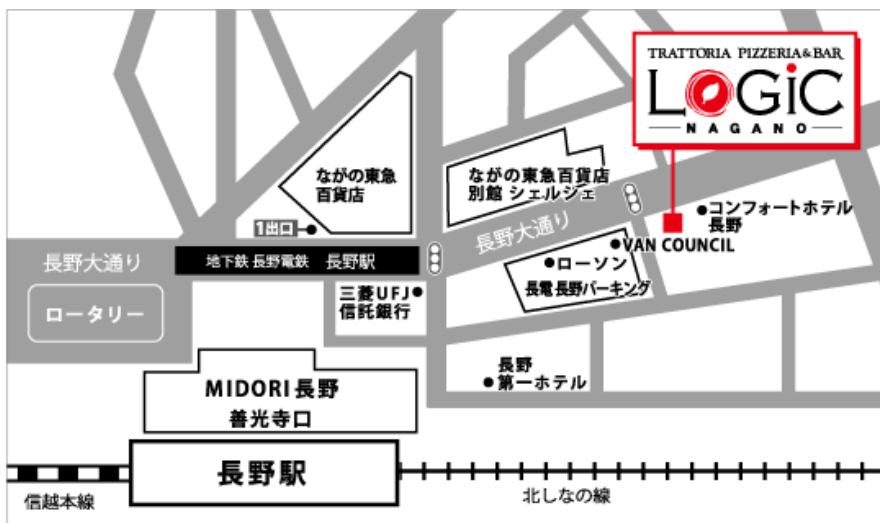 TRATTORIA PIZZERIA&BAR
LOGiC
NAGANO
ながの東急
百貨店
ながの東急百貨店
別館 シェルシェ
1出口
長野大通り
コンフォートホテル
長野
VAN COUNCIL
ローソン
長電長野パーキング
長野大通り
地下鉄 長野電鉄 長野駅
三菱UFJ
信託銀行
ロータリー
長野
第一ホテル
MIDORI 長野
善光寺口
長野駅
信越本線
北しなの線